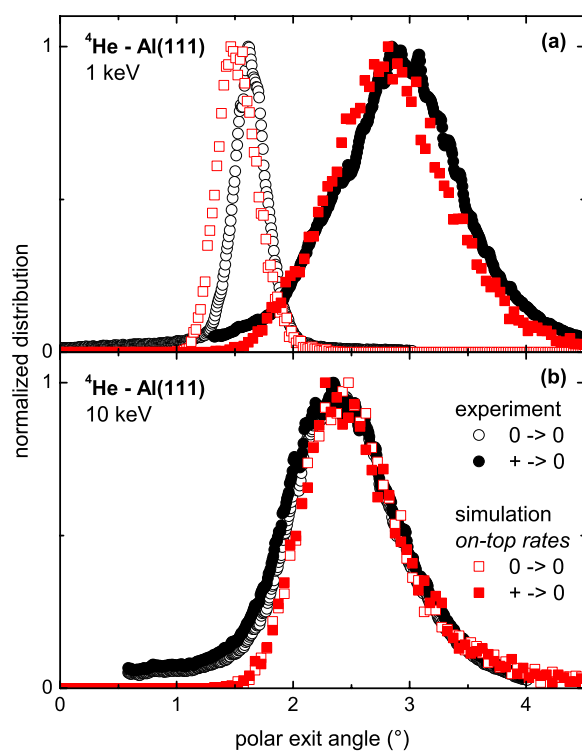 1
⁴He - Al(111)
1 keV
(a)
normalized distribution
0
1
⁴He - Al(111)
10 keV
(b)
experiment
0 -> 0
+ -> 0
simulation
on-top rates
0 -> 0
+ -> 0
0
0 1 2 3 4
polar exit angle (°)